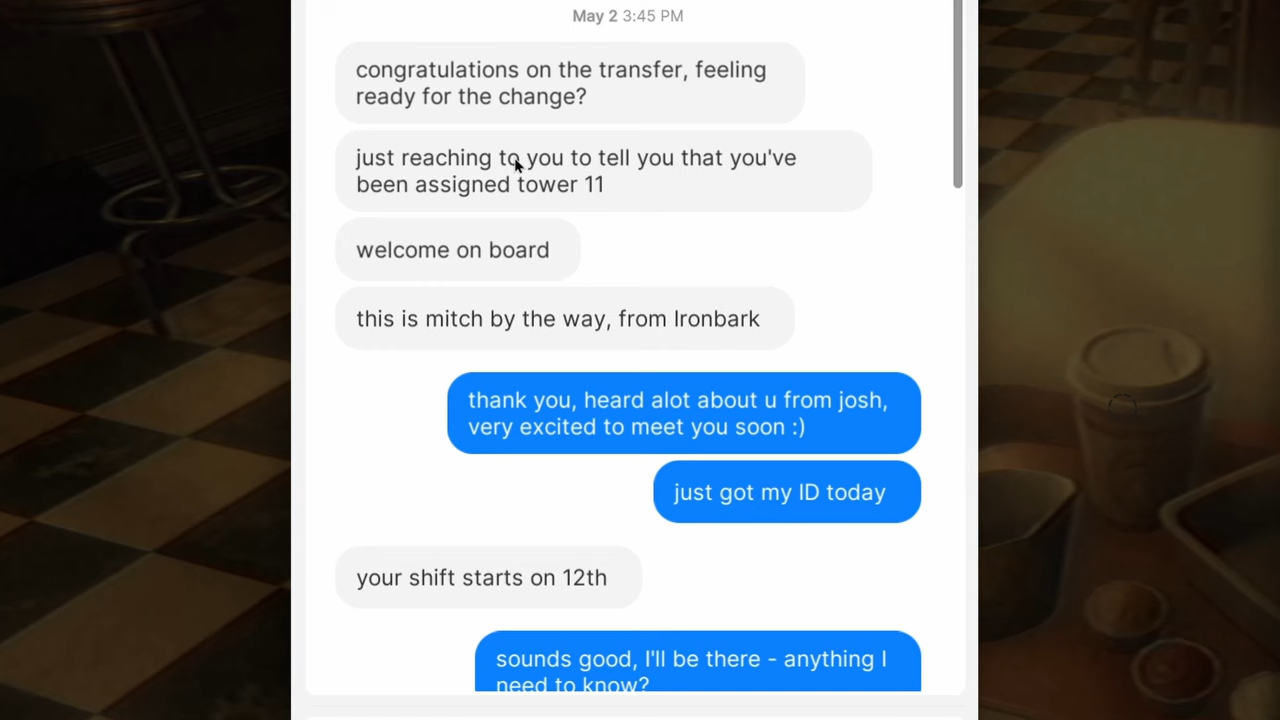 May 2 3:45 PM
congratulations on the transfer, feeling
ready for the change?
just reaching to you to tell you that you've
been assigned tower 11
welcome on board
this is mitch by the way, from Ironbark
thank you, heard alot about u from josh,
very excited to meet you soon :)
just got my ID today
your shift starts on 12th
sounds good, I'll be there - anything I
need to know?